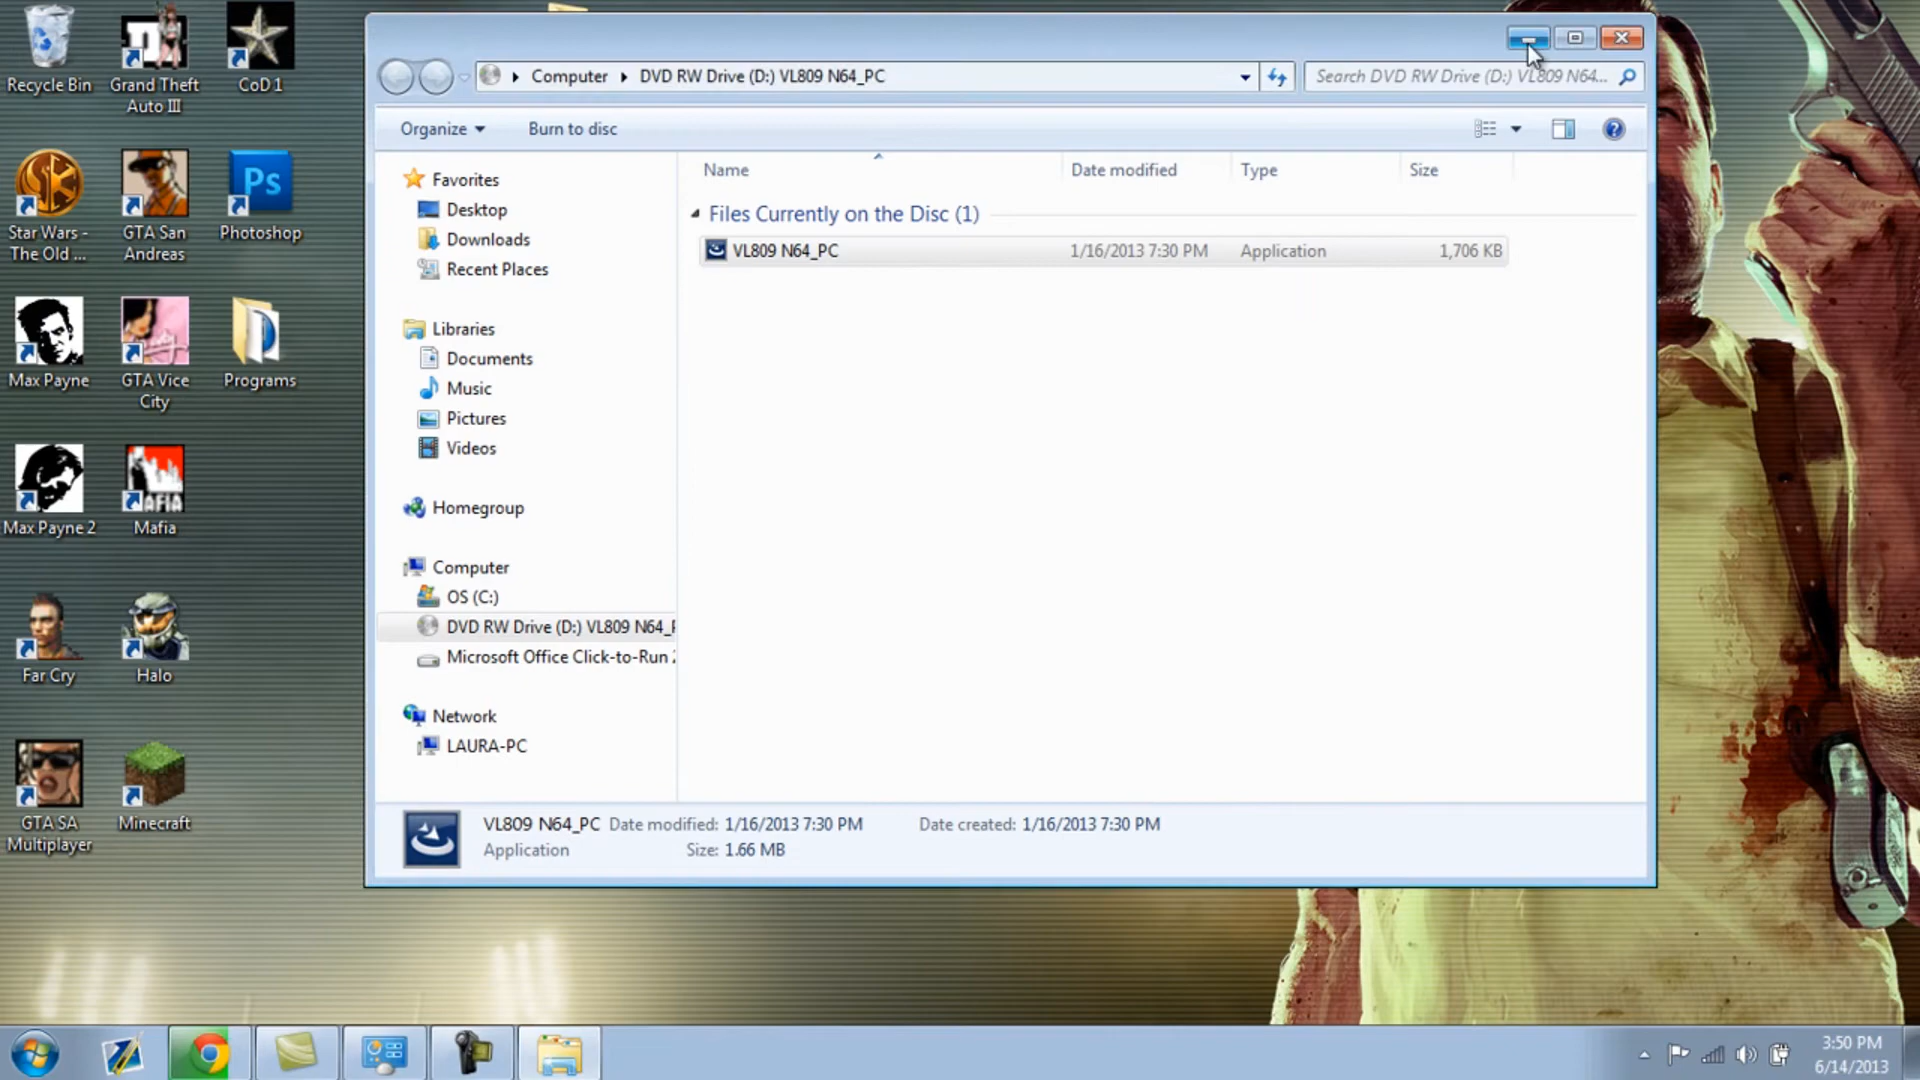 Recycle Bin
Grand Theft
Auto III
CoD 1
Star Wars -
The Old ...
GTA San
Andreas
Photoshop
Ps
Max Payne
GTA Vice
City
Programs
Max Payne 2
Mafia
AFIA
Far Cry
Halo
GTA SA
Multiplayer
Minecraft
Computer
DVD RW Drive (D:) VL809 N64_PC
Search DVD RW Drive (D:) VL809 N64...
Organize
Burn to disc
Favorites
Desktop
Downloads
Recent Places
Libraries
Documents
Music
Pictures
Videos
Homegroup
Computer
OS (C:)
DVD RW Drive (D:) VL809 N64_P
Microsoft Office Click-to-Run 2
Network
LAURA-PC
Name Date modified Type Size
Files Currently on the Disc (1)
VL809 N64_PC 1/16/2013 7:30 PM Application 1,706 KB
VL809 N64_PC Date modified: 1/16/2013 7:30 PM Date created: 1/16/2013 7:30 PM
Application Size: 1.66 MB
3:50 PM
6/14/2013